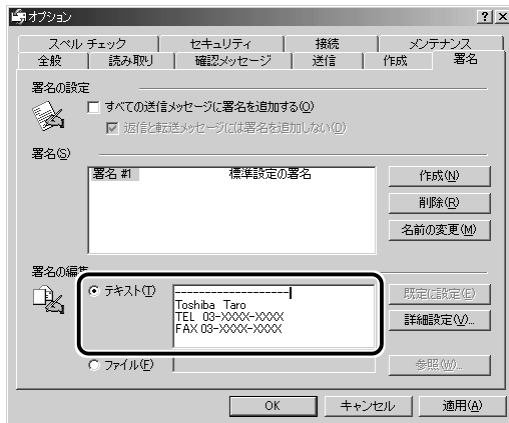 オプション
スペル チェック セキュリティ 接続 メンテナンス
全般 読み取り 確認メッセージ 送信 作成 署名
署名の設定
すべての送信メッセージに署名を追加する(O)
返信と転送メッセージには署名を追加しない(D)
署名(S)
署名 #1 標準設定の署名
作成(N)
削除(R)
名前の変更(M)
署名の編集
テキスト(T)
--------------------
Toshiba Taro
TEL 03-XXXX-XXXX
FAX 03-XXXX-XXXX
既定に設定(E)
詳細設定(V)...
ファイル(F)
参照(W)...
OK キャンセル 適用(A)